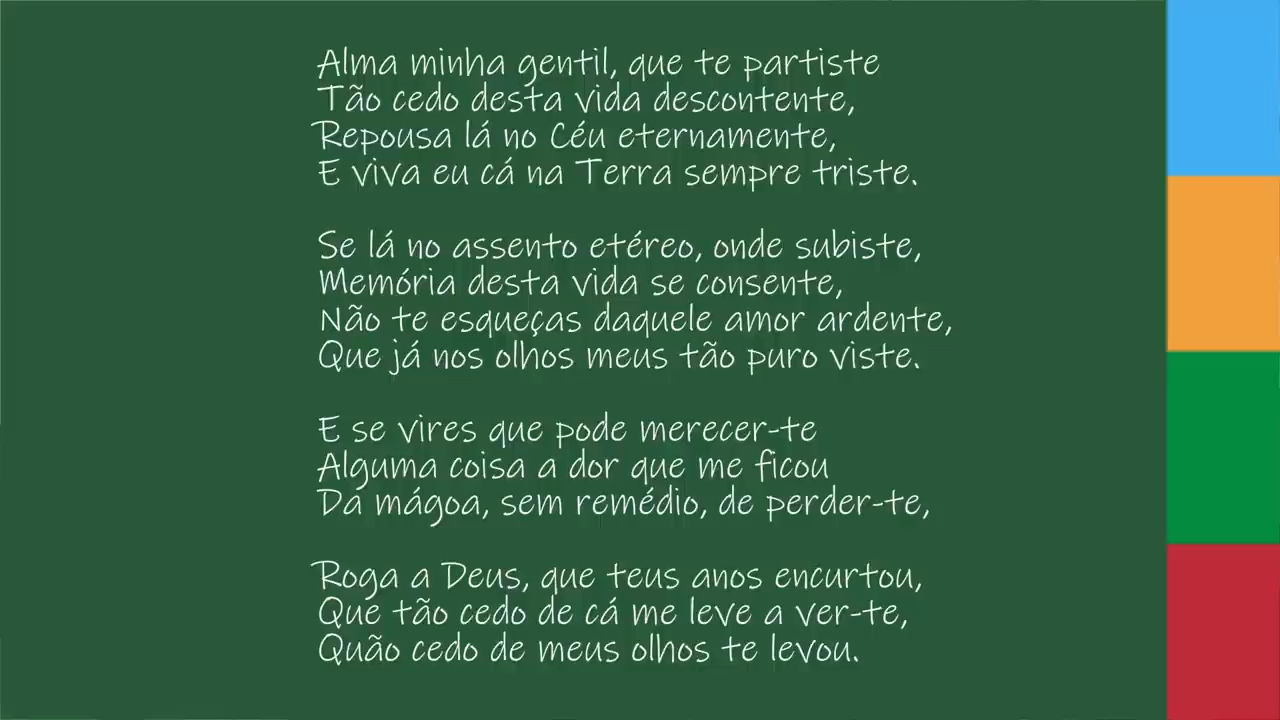 Alma minha gentil, que te partiste
Tão cedo desta vida descontente,
Repousa lá no Céu eternamente,
E viva eu cá na Terra sempre triste.
Se lá no assento etéreo, onde subiste,
Memória desta vida se consente,
Não te esqueças daquele amor ardente,
Que já nos olhos meus tão puro viste.
E se vires que pode merecer-te
Alguma coisa a dor que me ficou
Da mágoa, sem remédio, de perder-te,
Roga a Deus, que teus anos encurtou,
Que tão cedo de cá me leve a ver-te,
Quão cedo de meus olhos te levou.